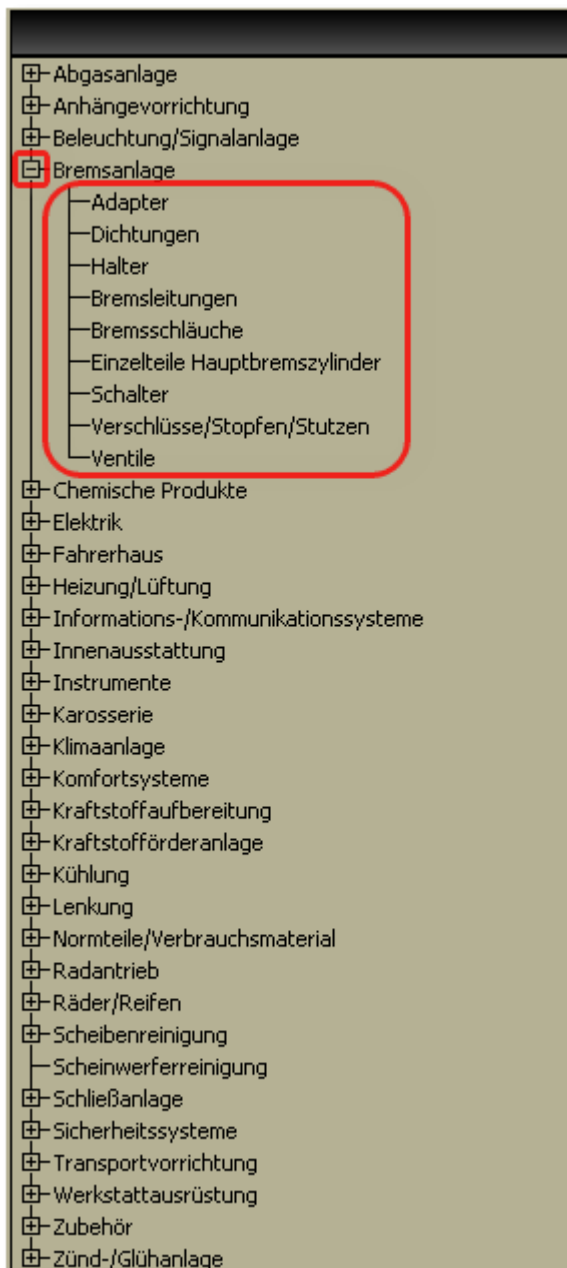 Abgasanlage
Anhängevorrichtung
Beleuchtung/Signalanlage
Bremsanlage
Adapter
Dichtungen
Halter
Bremsleitungen
Bremsschläuche
Einzelteile Hauptbremszylinder
Schalter
Verschlüsse/Stopfen/Stutzen
Ventile
Chemische Produkte
Elektrik
Fahrerhaus
Heizung/Lüftung
Informations-/Kommunikationssysteme
Innenausstattung
Instrumente
Karosserie
Klimaanlage
Komfortsysteme
Kraftstoffaufbereitung
Kraftstofförderanlage
Kühlung
Lenkung
Normteile/Verbrauchsmaterial
Radantrieb
Räder/Reifen
Scheibenreinigung
Scheinwerferreinigung
Schließanlage
Sicherheitssysteme
Transportvorrichtung
Werkstattausrüstung
Zubehör
Zünd-/Glühanlage